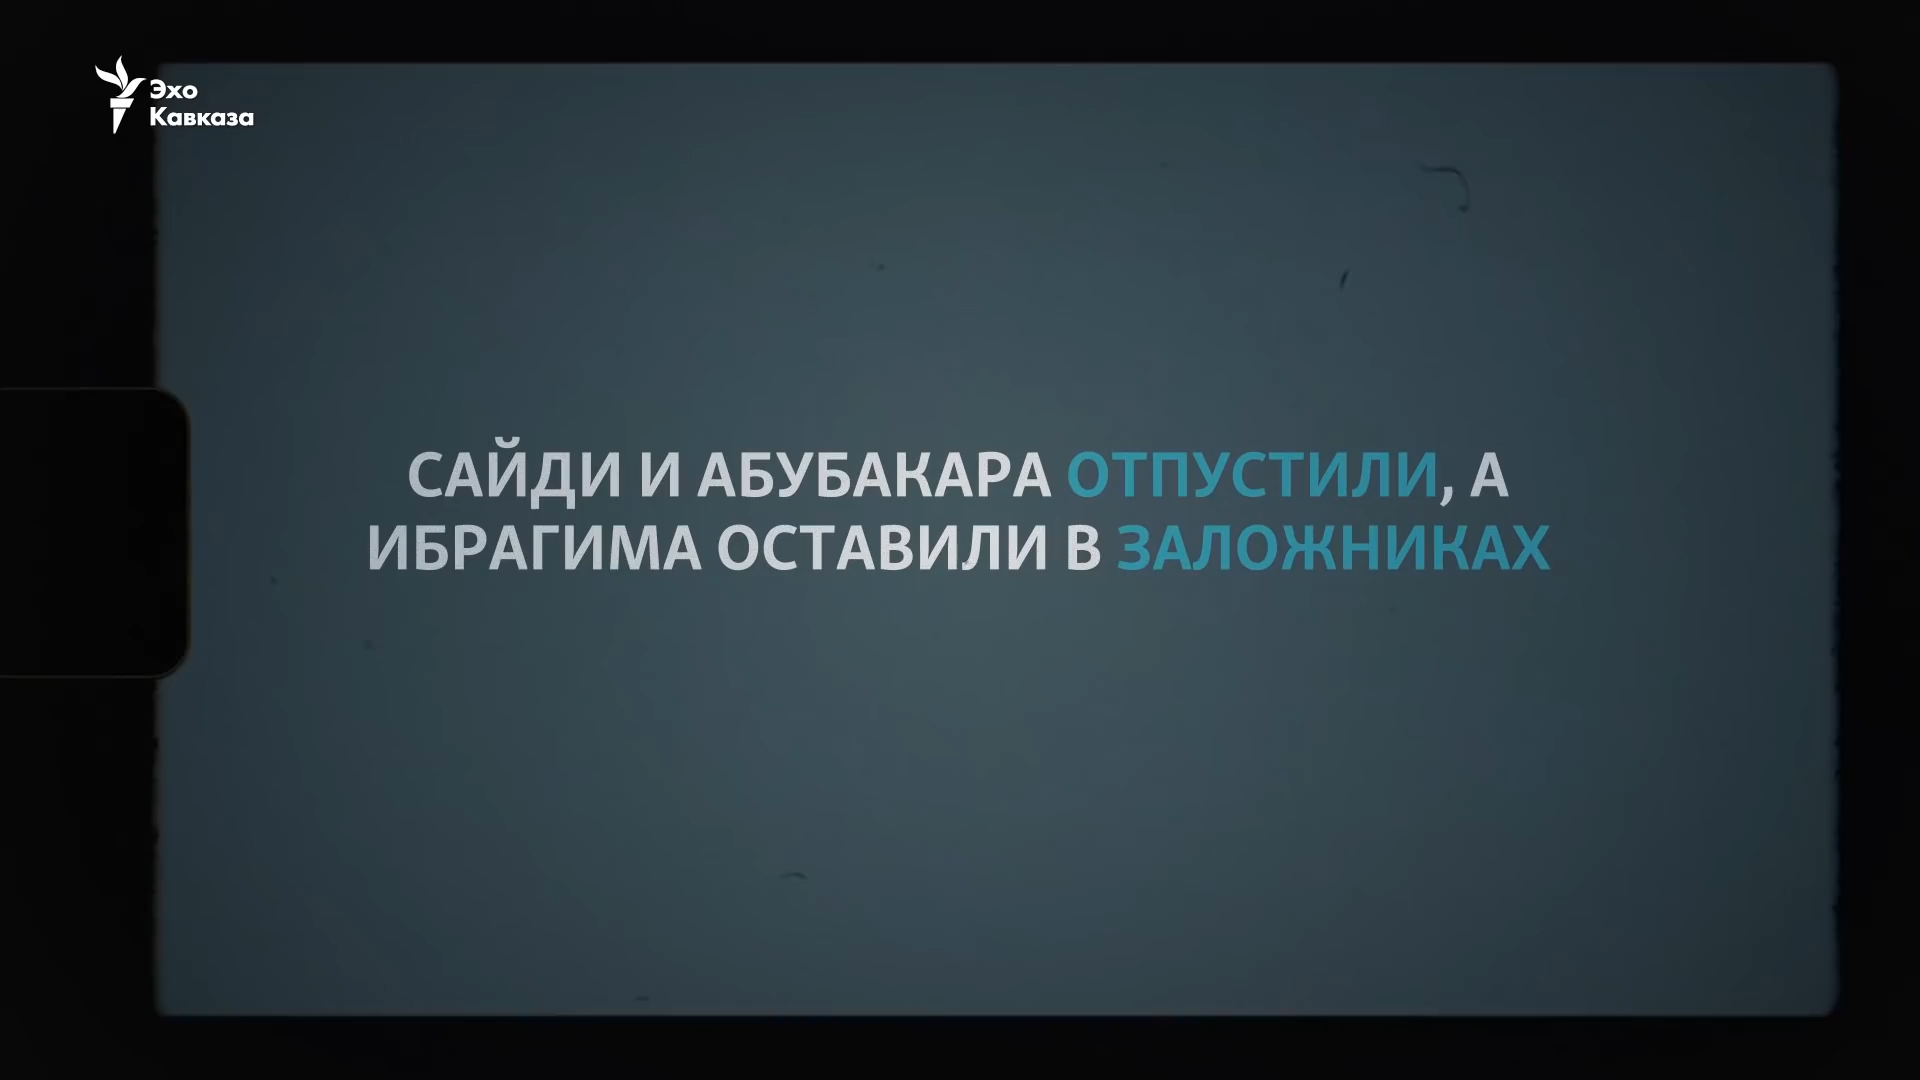 Эхо
Кавказа
САЙДИ И АБУБАКАРА ОТПУСТИЛИ, А
ИБРАГИМА ОСТАВИЛИ В ЗАЛОЖНИКАХ